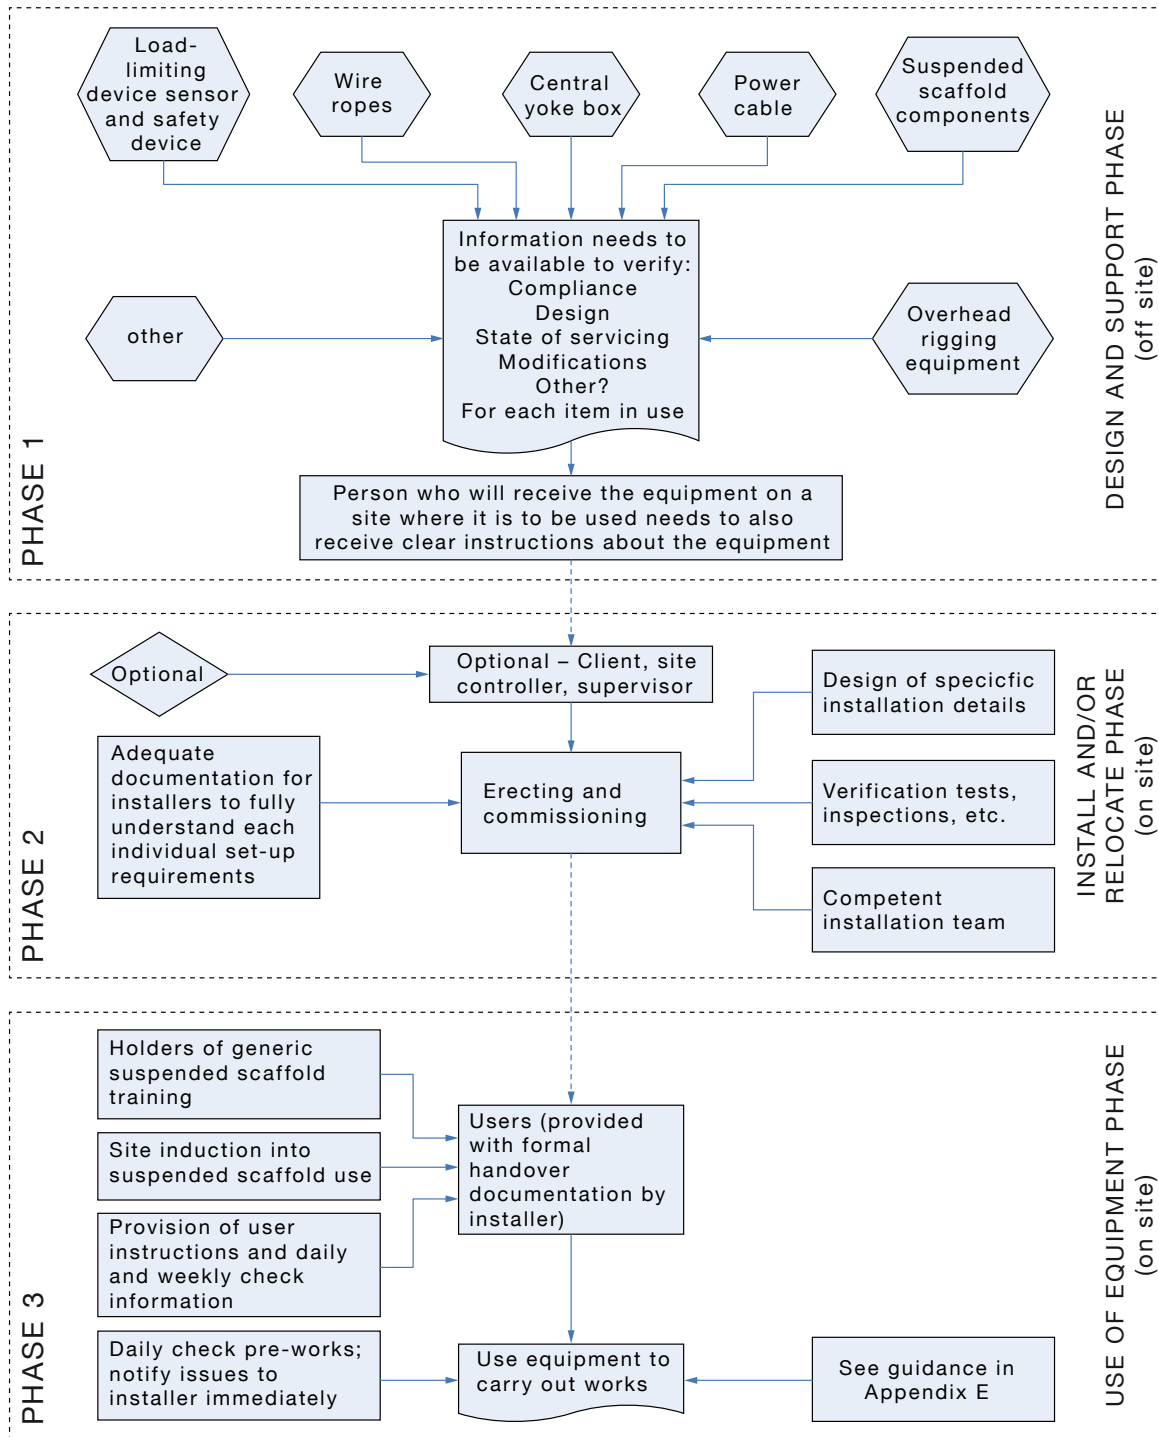 Load-
limiting
device sensor
and safety
device
Wire
ropes
Central
yoke box
Power
cable
Suspended
scaffold
components
Information needs to
be available to verify:
Compliance
Design
State of servicing
Modifications
Other?
For each item in use
other
Overhead
rigging
equipment
Person who will receive the equipment on a
site where it is to be used needs to also
receive clear instructions about the equipment
PHASE 1
DESIGN AND SUPPORT PHASE
(off site)
Optional
Optional – Client, site
controller, supervisor
Design of specicfic
installation details
Adequate
documentation for
installers to fully
understand each
individual set-up
requirements
Erecting and
commissioning
Verification tests,
inspections, etc.
Competent
installation team
PHASE 2
INSTALL AND/OR
RELOCATE PHASE
(on site)
Holders of generic
suspended scaffold
training
Site induction into
suspended scaffold use
Provision of user
instructions and daily
and weekly check
information
Users (provided
with formal
handover
documentation by
installer)
Daily check pre-works;
notify issues to
installer immediately
Use equipment to
carry out works
See guidance in
Appendix E
PHASE 3
USE OF EQUIPMENT PHASE
(on site)